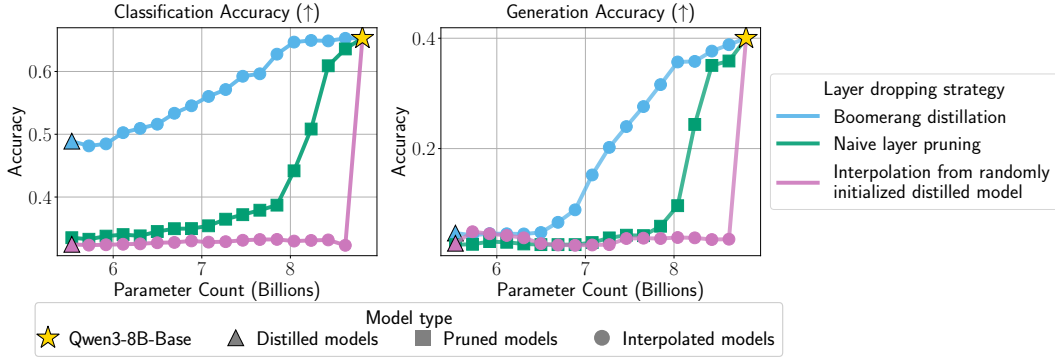 Classification Accuracy (↑)
Accuracy
0.6
0.5
0.4
6
7
8
Parameter Count (Billions)
Generation Accuracy (↑)
Accuracy
0.4
0.2
6
7
8
Parameter Count (Billions)
Layer dropping strategy
Boomerang distillation
Naive layer pruning
Interpolation from randomly
initialized distilled model
Model type
Qwen3-8B-Base
Distilled models
Pruned models
Interpolated models